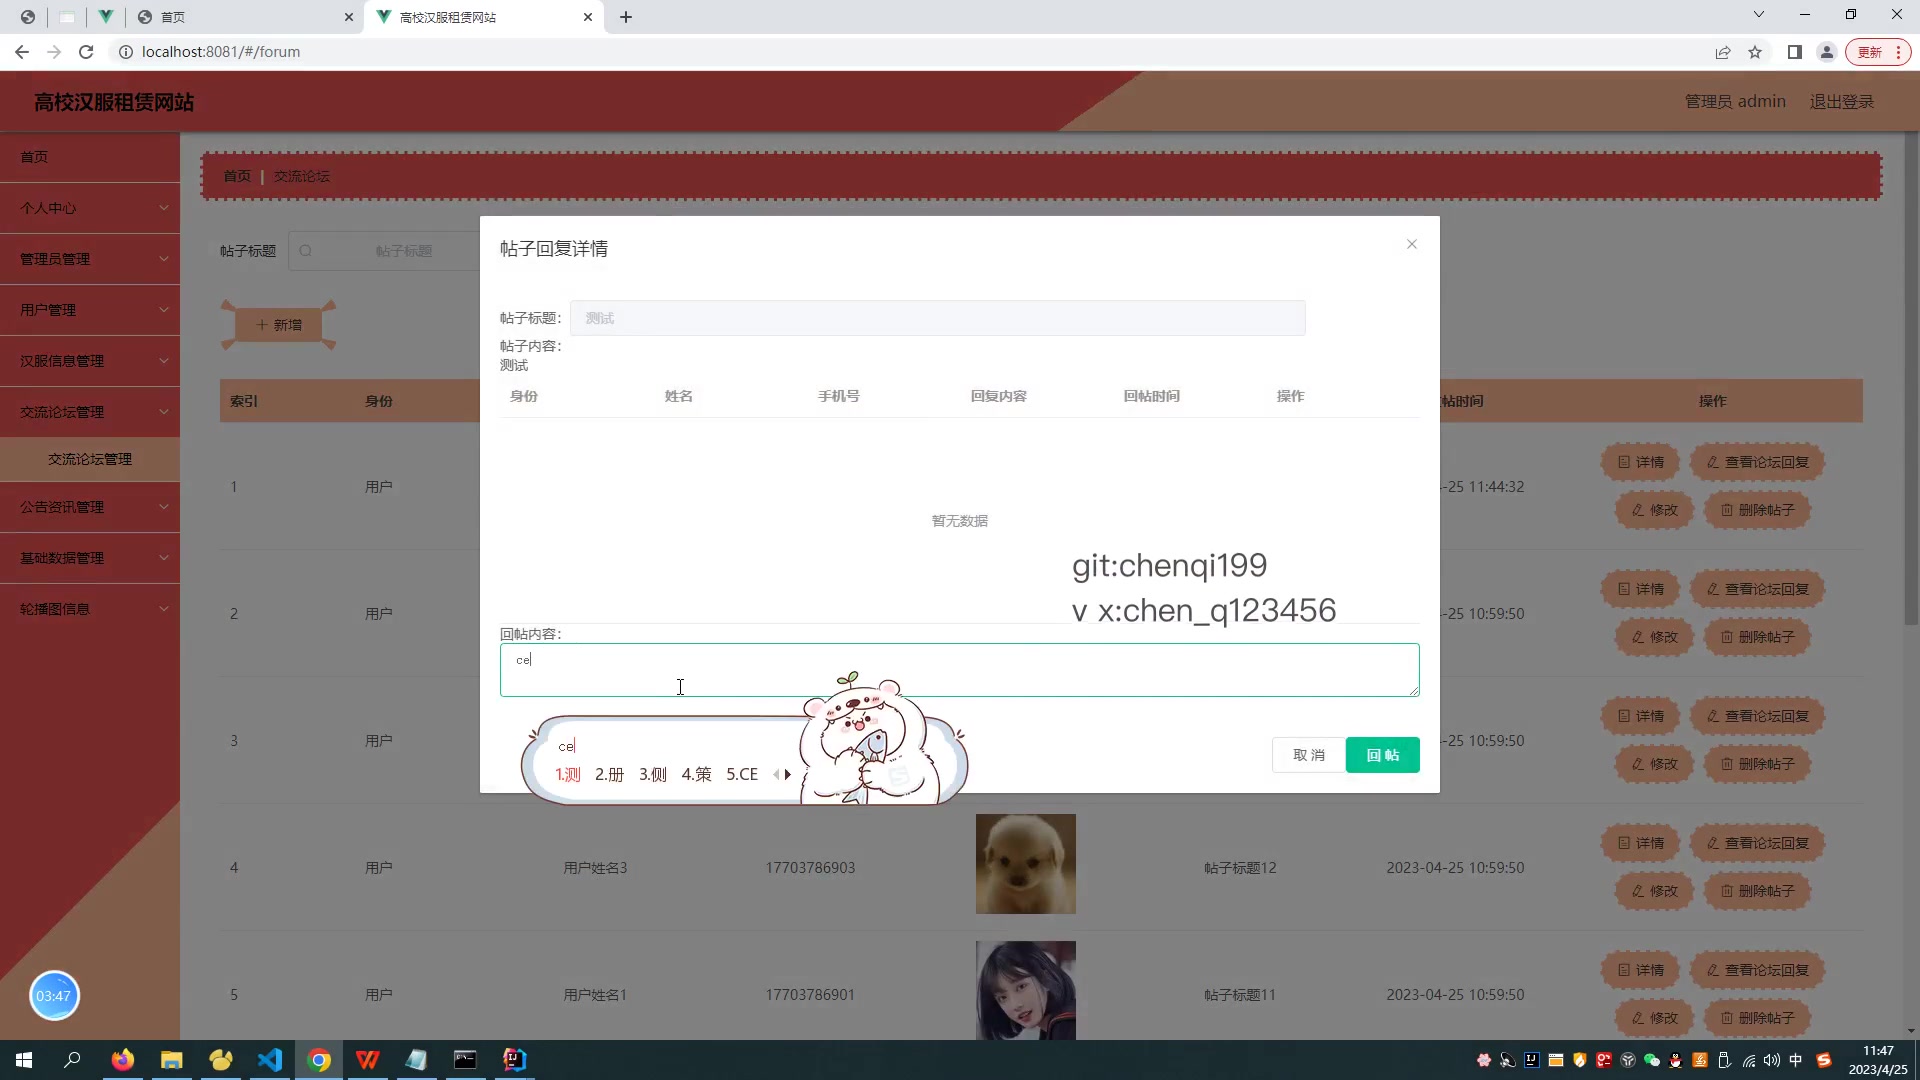 首页
高校汉服租赁网站
localhost:8081/#/forum
更新
高校汉服租赁网站
管理员 admin
退出登录
首页
个人中心
管理员管理
用户管理
汉服信息管理
交流论坛管理
交流论坛管理
公告资讯管理
基础数据管理
轮播图信息
首页 | 交流论坛
帖子标题
帖子标题
新增
索引 身份 帖时间 操作
1 用户 -25 11:44:32 详情 查看论坛回复
修改 删除帖子
2 用户 -25 10:59:50 详情 查看论坛回复
修改 删除帖子
3 用户 -25 10:59:50 详情 查看论坛回复
修改 删除帖子
4 用户 用户姓名3 17703786903 帖子标题12 2023-04-25 10:59:50 详情 查看论坛回复
修改 删除帖子
5 用户 用户姓名1 17703786901 帖子标题11 2023-04-25 10:59:50 详情 查看论坛回复
修改 删除帖子
帖子回复详情
帖子标题: 测试
帖子内容:
测试
身份 姓名 手机号 回复内容 回帖时间 操作
暂无数据
git:chenqi199
v x:chen_q123456
回帖内容:
ce
ce
1.测 2.册 3.侧 4.策 5.CE
取 消
回 帖
03:47
中
11:47
2023/4/25